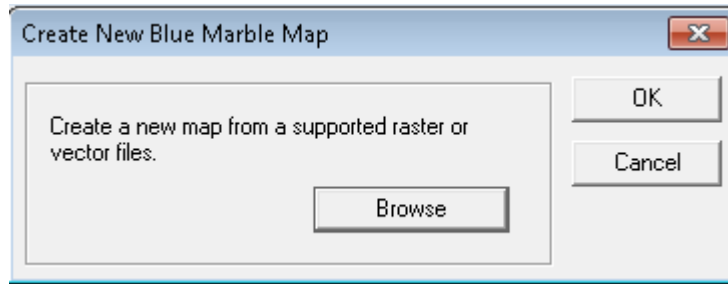 Create New Blue Marble Map
Create a new map from a supported raster or
vector files.
Browse
OK
Cancel